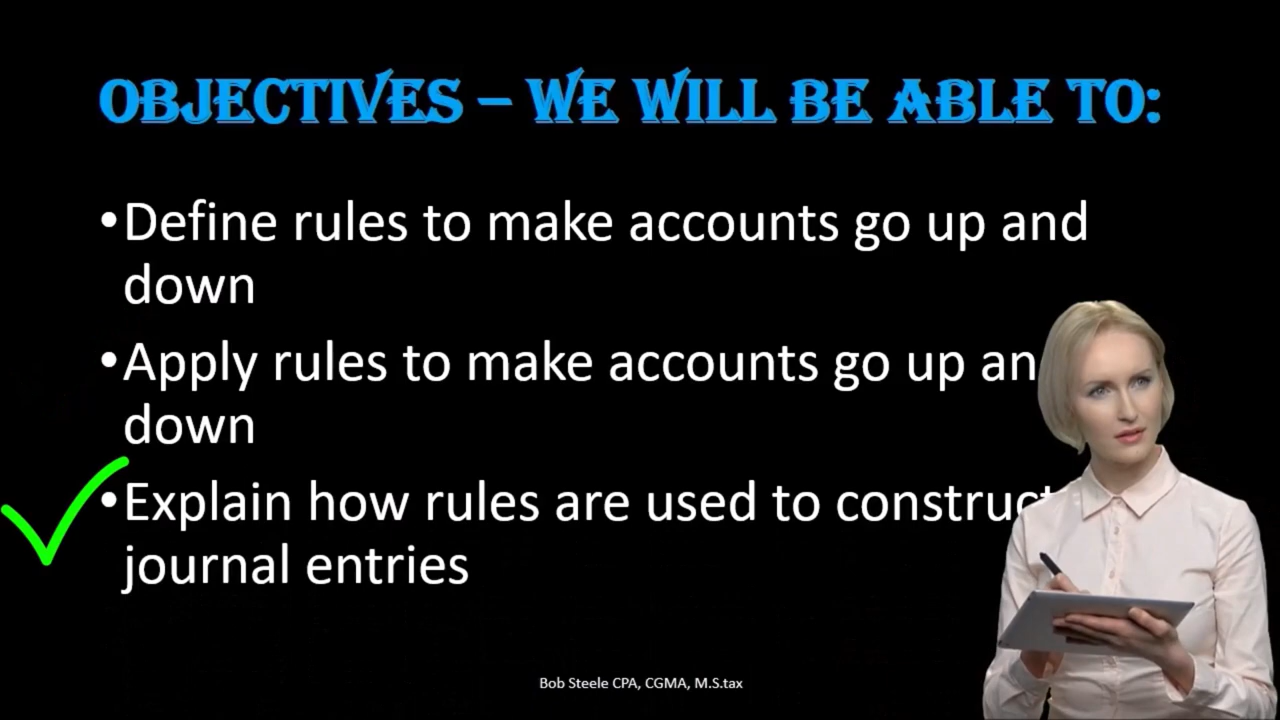 OBJECTIVES – WE WILL BE ABLE TO:
•Define rules to make accounts go up and
down
•Apply rules to make accounts go up an
down
•Explain how rules are used to construct
journal entries
Bob Steele CPA, CGMA, M.S.tax